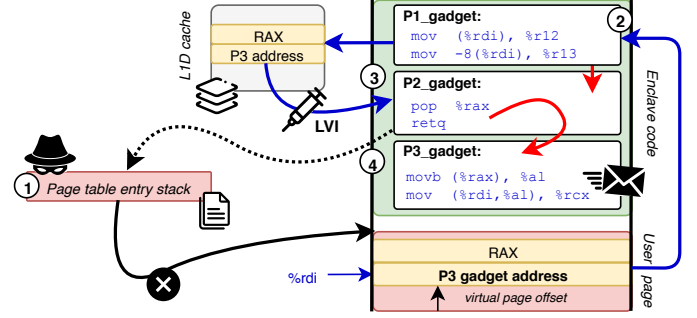 L1D cache
RAX
P3 address
LVI
P1_gadget:
mov (%rdi), %r12
mov -8(%rdi), %r13
2
3
P2_gadget:
pop %rax
retq
4
P3_gadget:
movb (%rax), %al
mov (%rdi,%al), %rcx
Enclave code
1
Page table entry stack
%rdi
RAX
P3 gadget address
virtual page offset
User page